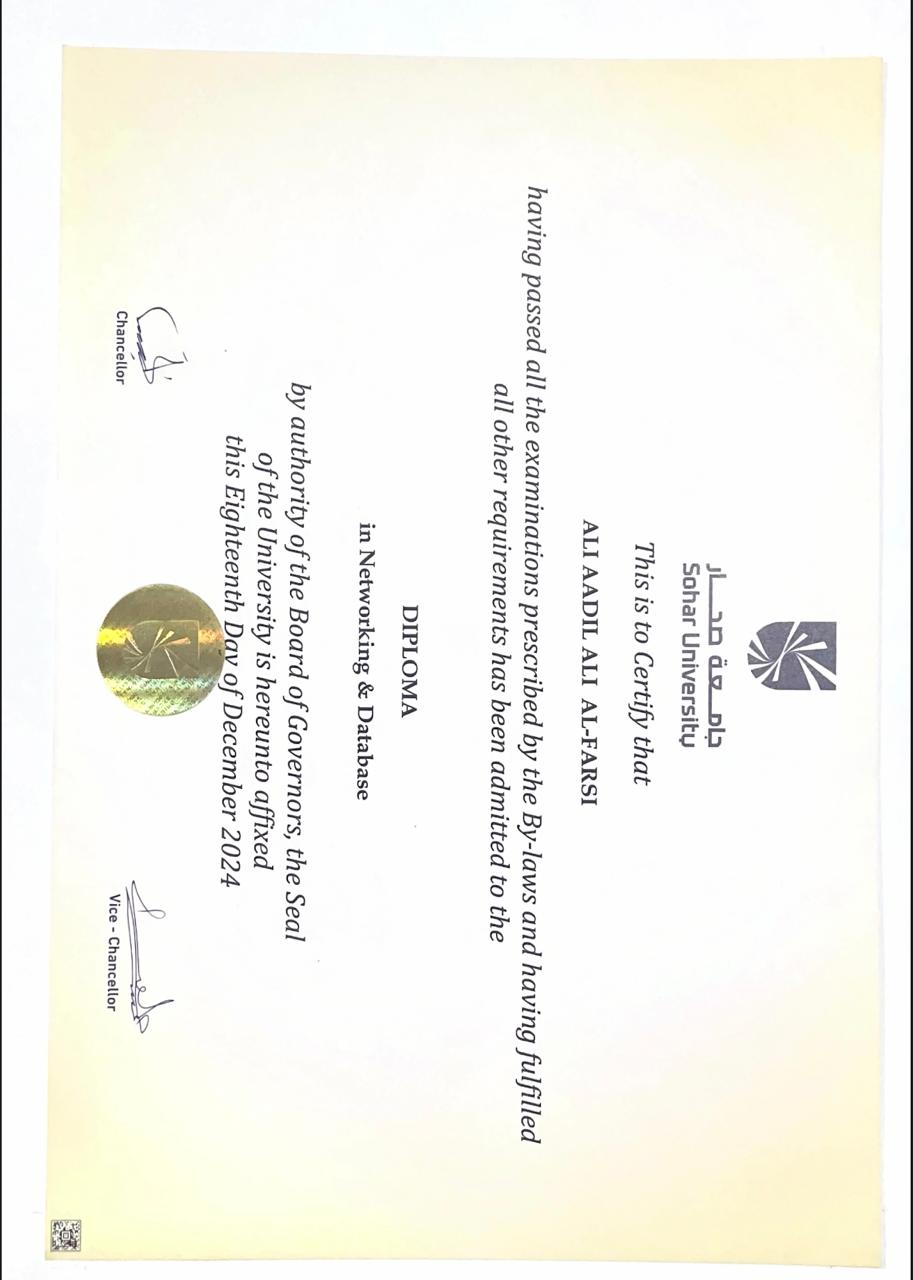 جامعة صحار
Sohar University
This is to Certify that
ALI AADIL ALI AL-FARSI
having passed all the examinations prescribed by the By-laws and having fulfilled
all other requirements has been admitted to the
DIPLOMA
in Networking & Database
by authority of the Board of Governors, the Seal
of the University is hereunto affixed
this Eighteenth Day of December 2024
Chancellor
Vice - Chancellor